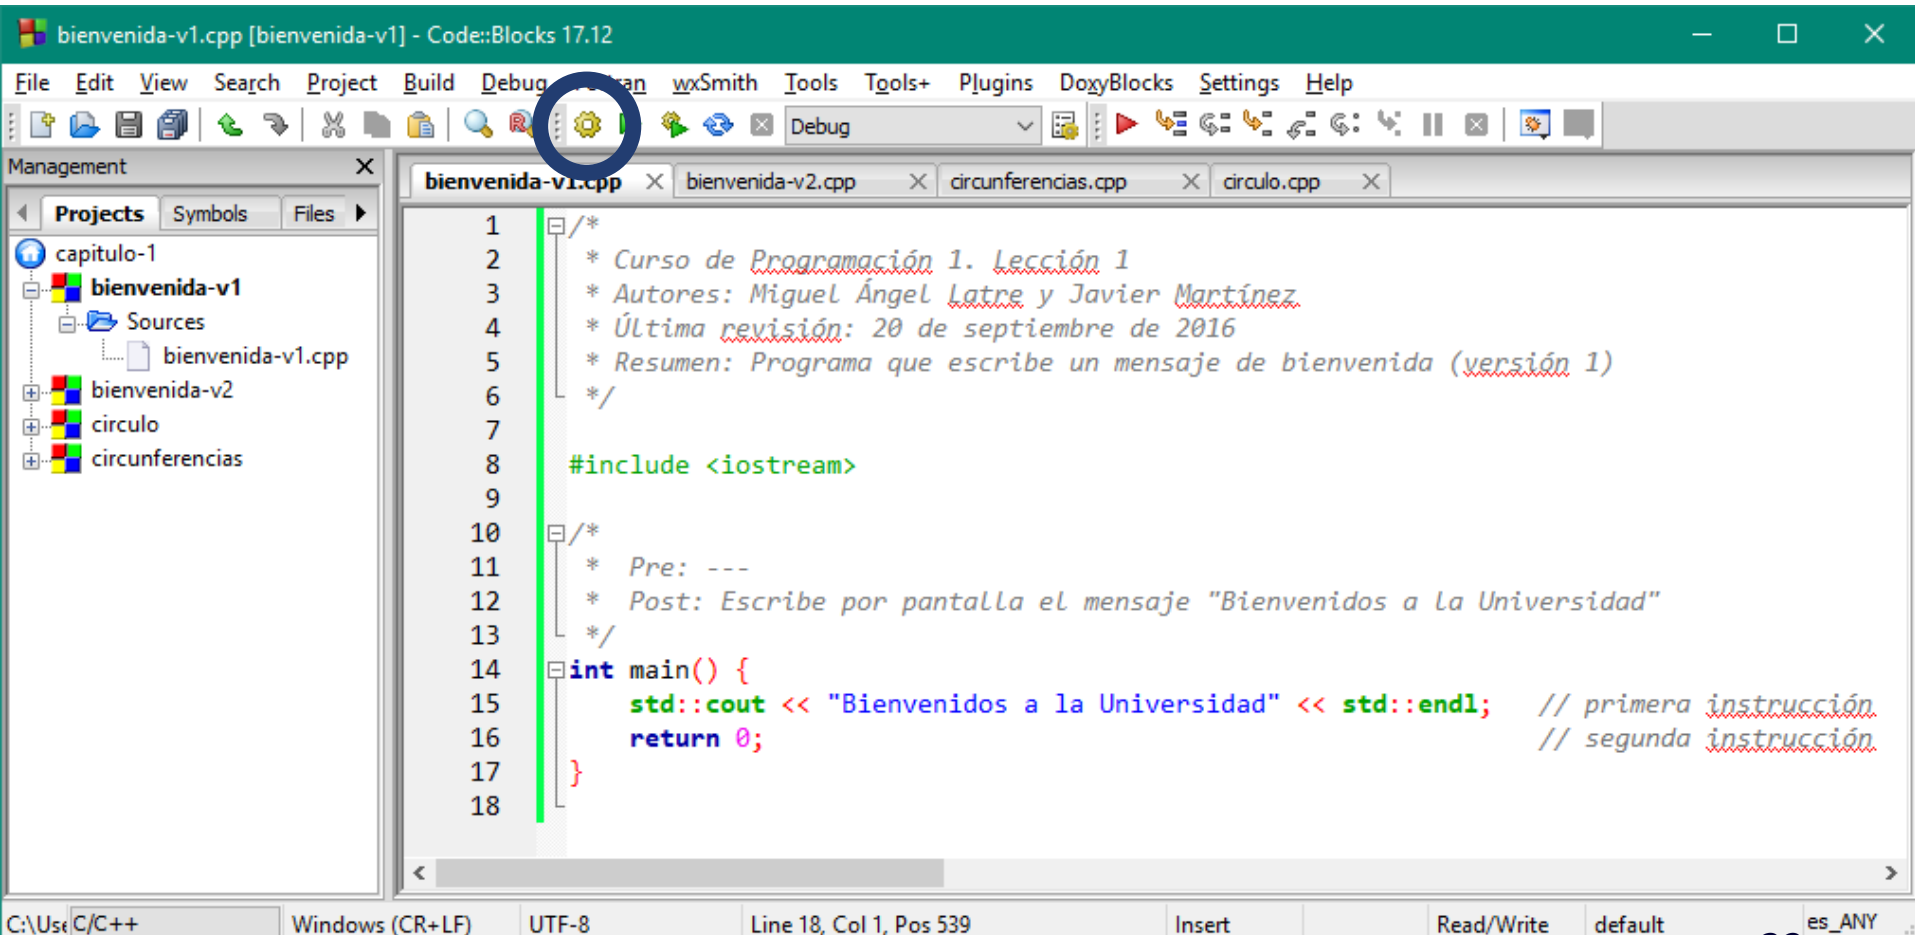 bienvenida-v1.cpp [bienvenida-v1] - Code::Blocks 17.12
File Edit View Search Project Build Debug wxSmith Tools Tools+ Plugins DoxyBlocks Settings Help
Debug
Management
Projects Symbols Files
capitulo-1
bienvenida-v1
Sources
bienvenida-v1.cpp
bienvenida-v2
circulo
circunferencias
bienvenida-v1.cpp bienvenida-v2.cpp circunferencias.cpp circulo.cpp
1 /*
2 * Curso de Programación 1. Lección 1
3 * Autores: Miguel Ángel Latre y Javier Martínez
4 * Última revisión: 20 de septiembre de 2016
5 * Resumen: Programa que escribe un mensaje de bienvenida (versión 1)
6 */
7
8 #include <iostream>
9
10 /*
11 * Pre: ---
12 * Post: Escribe por pantalla el mensaje "Bienvenidos a la Universidad"
13 */
14 int main() {
15 std::cout << "Bienvenidos a la Universidad" << std::endl; // primera instrucción
16 return 0; // segunda instrucción
17 }
18
C:\Use C/C++ Windows (CR+LF) UTF-8 Line 18, Col 1, Pos 539 Insert Read/Write default es_ANY